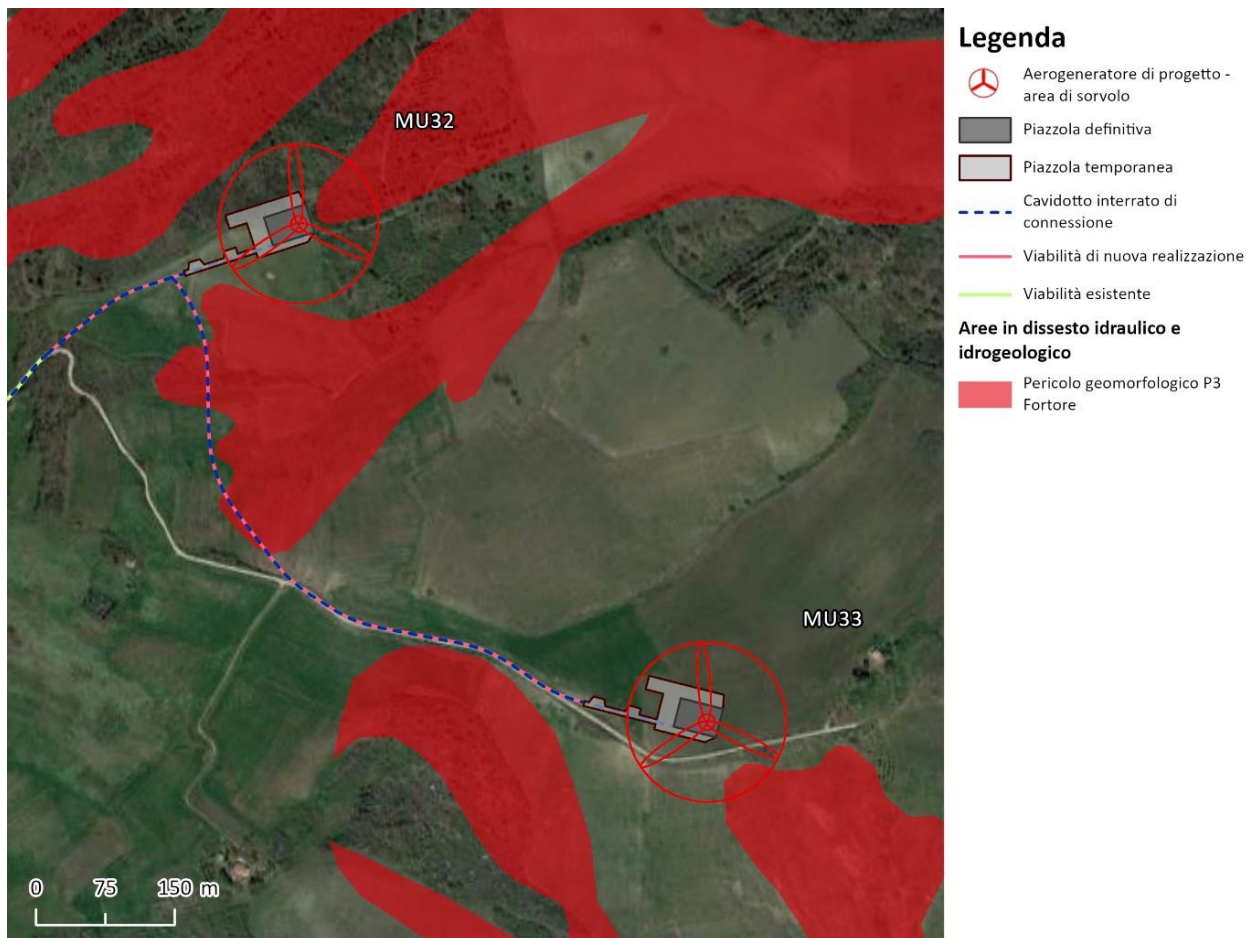 MU32
MU33
0 75 150 m
Legenda
Aerogeneratore di progetto -
area di sorvolo
Piazzola definitiva
Piazzola temporanea
Cavidotto interrato di
connessione
Viabilità di nuova realizzazione
Viabilità esistente
Aree in dissesto idraulico e
idrogeologico
Pericolo geomorfologico P3
Fortore